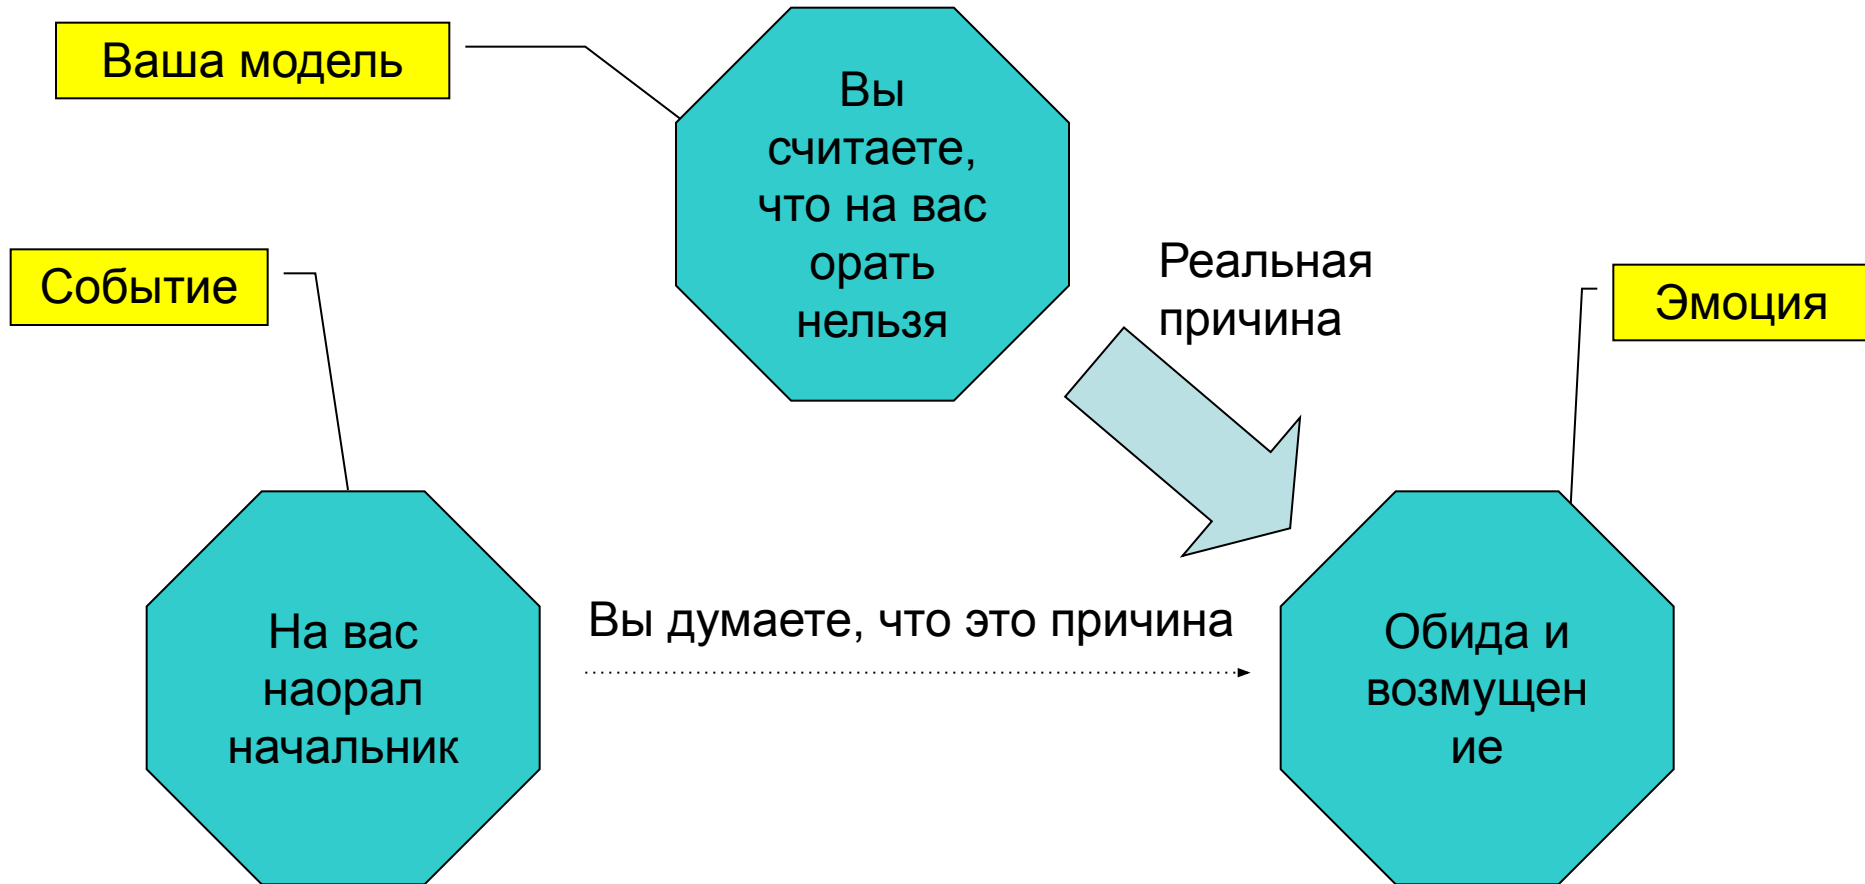 Ваша модель
Вы
считаете,
что на вас
орать
нельзя
Событие
Реальная
причина
Эмоция
На вас
наорал
начальник
Вы думаете, что это причина
Обида и
возмущен
ие